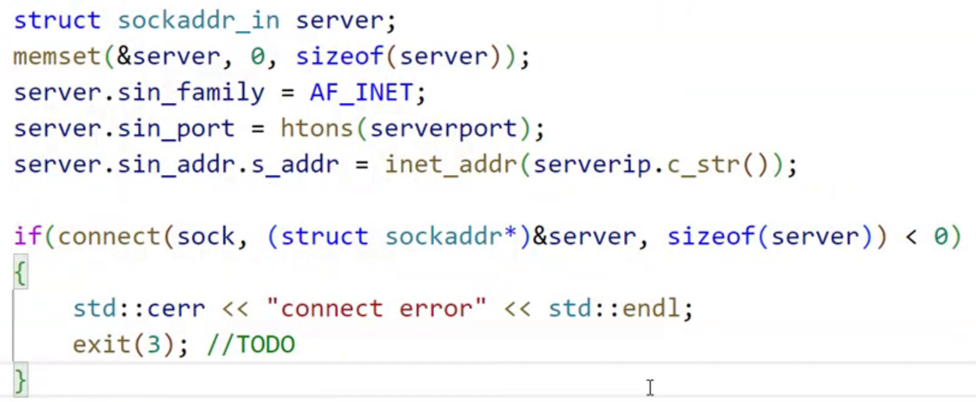 struct sockaddr_in server;
memset(&server, 0, sizeof(server));
server.sin_family = AF_INET;
server.sin_port = htons(serverport);
server.sin_addr.s_addr = inet_addr(serverip.c_str());
if(connect(sock, (struct sockaddr*)&server, sizeof(server)) < 0)
{
    std::cerr << "connect error" << std::endl;
    exit(3); //TODO
}